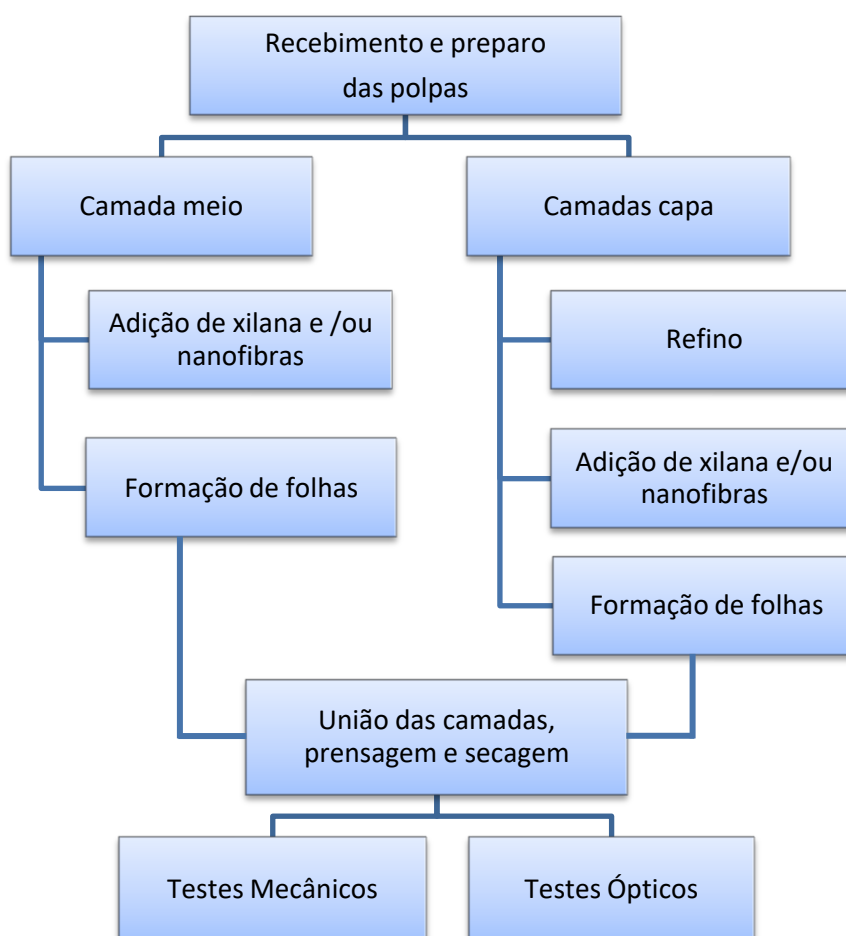 Recebimento e preparo
das polpas
Camada meio
Camadas capa
Adição de xilana e /ou
nanofibras
Refino
Formação de folhas
Adição de xilana e/ou
nanofibras
Formação de folhas
União das camadas,
prensagem e secagem
Testes Mecânicos
Testes Ópticos